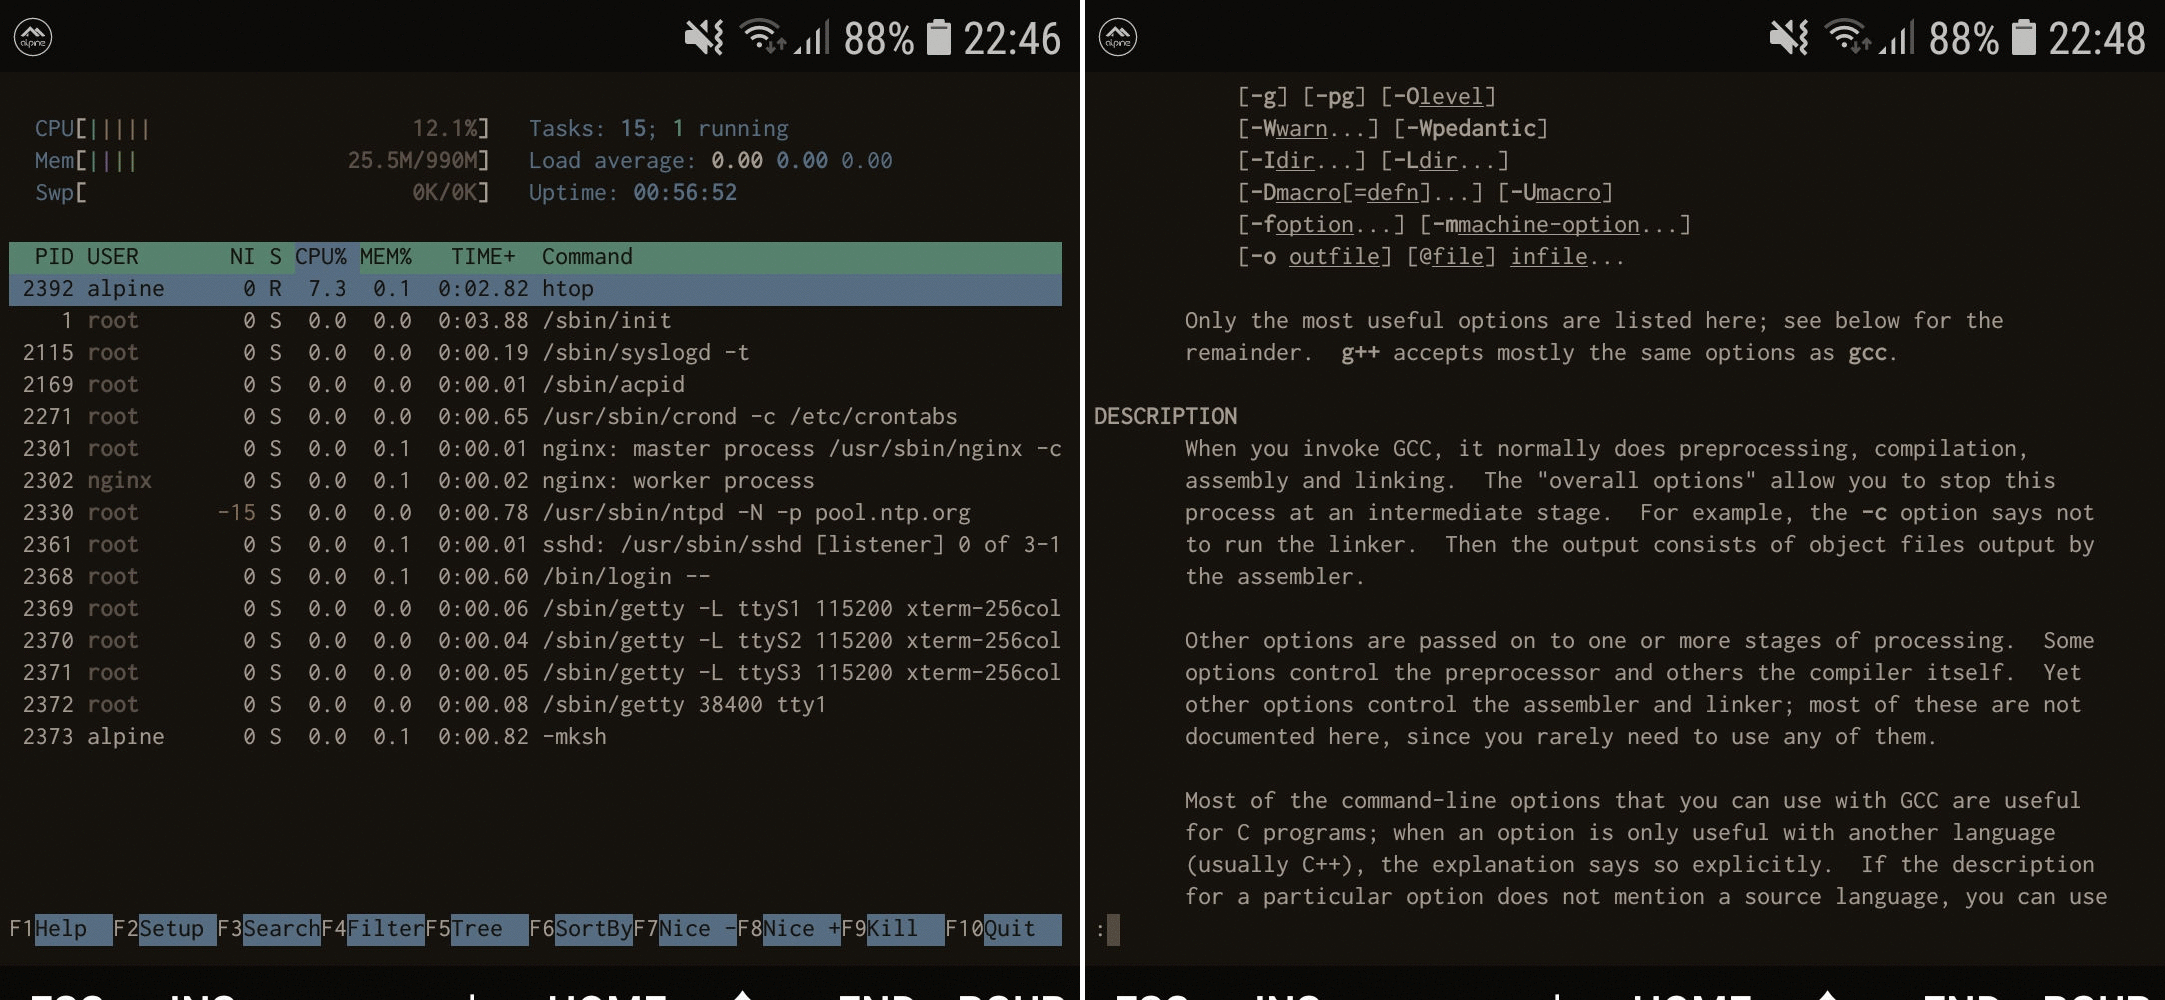 alpine
88% 22:46
CPU[||||| 12.1%] Tasks: 15; 1 running
Mem[|||| 25.5M/990M] Load average: 0.00 0.00 0.00
Swp[ 0K/0K] Uptime: 00:56:52
PID USER NI S CPU% MEM% TIME+ Command
2392 alpine 0 R 7.3 0.1 0:02.82 htop
1 root 0 S 0.0 0.0 0:03.88 /sbin/init
2115 root 0 S 0.0 0.0 0:00.19 /sbin/syslogd -t
2169 root 0 S 0.0 0.0 0:00.01 /sbin/acpid
2271 root 0 S 0.0 0.0 0:00.65 /usr/sbin/crond -c /etc/crontabs
2301 root 0 S 0.0 0.1 0:00.01 nginx: master process /usr/sbin/nginx -c
2302 nginx 0 S 0.0 0.1 0:00.02 nginx: worker process
2330 root -15 S 0.0 0.0 0:00.78 /usr/sbin/ntpd -N -p pool.ntp.org
2361 root 0 S 0.0 0.1 0:00.01 sshd: /usr/sbin/sshd [listener] 0 of 3-1
2368 root 0 S 0.0 0.1 0:00.60 /bin/login --
2369 root 0 S 0.0 0.0 0:00.06 /sbin/getty -L ttyS1 115200 xterm-256col
2370 root 0 S 0.0 0.0 0:00.04 /sbin/getty -L ttyS2 115200 xterm-256col
2371 root 0 S 0.0 0.0 0:00.05 /sbin/getty -L ttyS3 115200 xterm-256col
2372 root 0 S 0.0 0.0 0:00.08 /sbin/getty 38400 tty1
2373 alpine 0 S 0.0 0.1 0:00.82 -mksh
F1Help F2Setup F3SearchF4FilterF5Tree F6SortByF7Nice -F8Nice +F9Kill F10Quit
ESC INS | HOME END PGUP
alpine
88% 22:48
[-g] [-pg] [-Olevel]
[-Wwarn...] [-Wpedantic]
[-Idir...] [-Ldir...]
[-Dmacro[=defn]...] [-Umacro]
[-foption...] [-mmachine-option...]
[-o outfile] [@file] infile...
Only the most useful options are listed here; see below for the
remainder. g++ accepts mostly the same options as gcc.
DESCRIPTION
When you invoke GCC, it normally does preprocessing, compilation,
assembly and linking. The "overall options" allow you to stop this
process at an intermediate stage. For example, the -c option says not
to run the linker. Then the output consists of object files output by
the assembler.
Other options are passed on to one or more stages of processing. Some
options control the preprocessor and others the compiler itself. Yet
other options control the assembler and linker; most of these are not
documented here, since you rarely need to use any of them.
Most of the command-line options that you can use with GCC are useful
for C programs; when an option is only useful with another language
(usually C++), the explanation says so explicitly. If the description
for a particular option does not mention a source language, you can use
:
ESC INS | HOME END PGUP